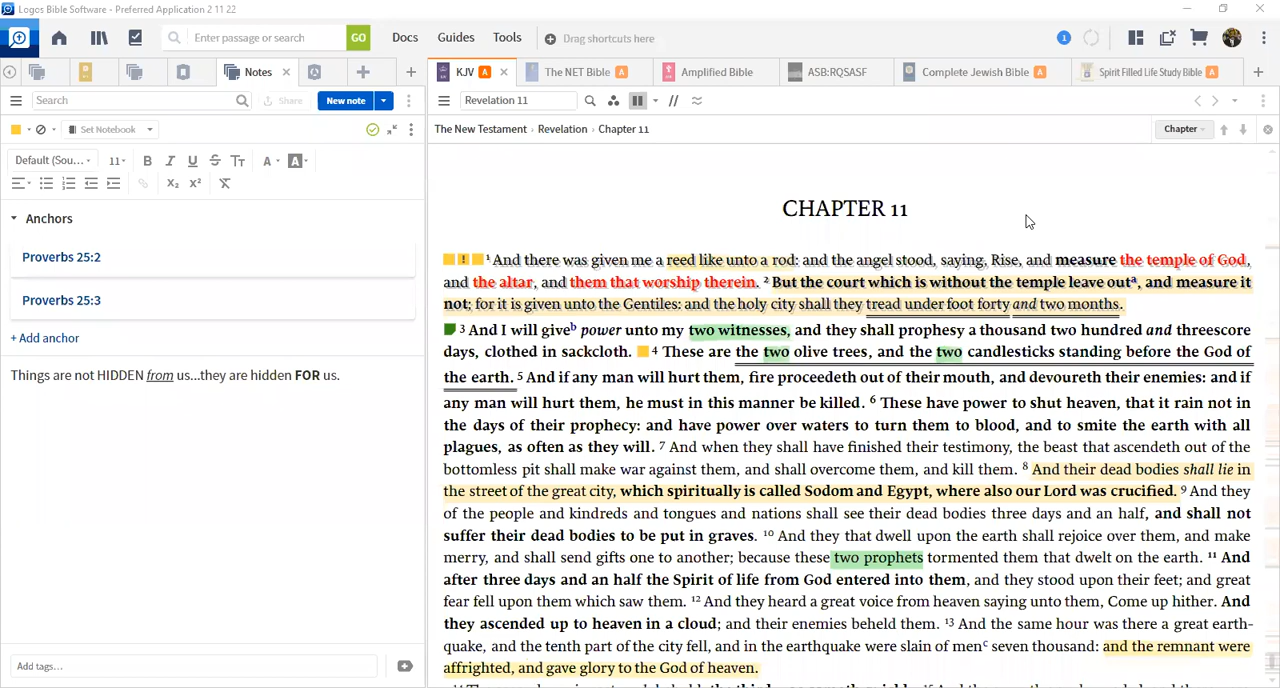 Logos Bible Software - Preferred Application 2 11 22
Enter passage or search
GO
Docs
Guides
Tools
Drag shortcuts here
1
Notes
KJV A
The NET Bible A
Amplified Bible
ASB:RQSASF
Complete Jewish Bible A
Spirit Filled Life Study Bible A
Search
Share
New note
Revelation 11
Set Notebook
The New Testament
Revelation
Chapter 11
Chapter
Default (Sou...
11
B I U S Tт A A
X₂ X²
Anchors
Proverbs 25:2
Proverbs 25:3
+ Add anchor
Things are not HIDDEN from us...they are hidden FOR us.
Add tags...
CHAPTER 11
! ¹ And there was given me a reed like unto a rod: and the angel stood, saying, Rise, and measure the temple of God,
and the altar, and them that worship therein. ² But the court which is without the temple leave outᵃ, and measure it
not; for it is given unto the Gentiles: and the holy city shall they tread under foot forty and two months.
³ And I will giveᵇ power unto my two witnesses, and they shall prophesy a thousand two hundred and threescore
days, clothed in sackcloth. ⁴ These are the two olive trees, and the two candlesticks standing before the God of
the earth. ⁵ And if any man will hurt them, fire proceedeth out of their mouth, and devoureth their enemies: and if
any man will hurt them, he must in this manner be killed. ⁶ These have power to shut heaven, that it rain not in
the days of their prophecy: and have power over waters to turn them to blood, and to smite the earth with all
plagues, as often as they will. ⁷ And when they shall have finished their testimony, the beast that ascendeth out of the
bottomless pit shall make war against them, and shall overcome them, and kill them. ⁸ And their dead bodies shall lie in
the street of the great city, which spiritually is called Sodom and Egypt, where also our Lord was crucified. ⁹ And they
of the people and kindreds and tongues and nations shall see their dead bodies three days and an half, and shall not
suffer their dead bodies to be put in graves. ¹⁰ And they that dwell upon the earth shall rejoice over them, and make
merry, and shall send gifts one to another; because these two prophets tormented them that dwelt on the earth. ¹¹ And
after three days and an half the Spirit of life from God entered into them, and they stood upon their feet; and great
fear fell upon them which saw them. ¹² And they heard a great voice from heaven saying unto them, Come up hither. And
they ascended up to heaven in a cloud; and their enemies beheld them. ¹³ And the same hour was there a great earth-
quake, and the tenth part of the city fell, and in the earthquake were slain of menᶜ seven thousand: and the remnant were
affrighted, and gave glory to the God of heaven.